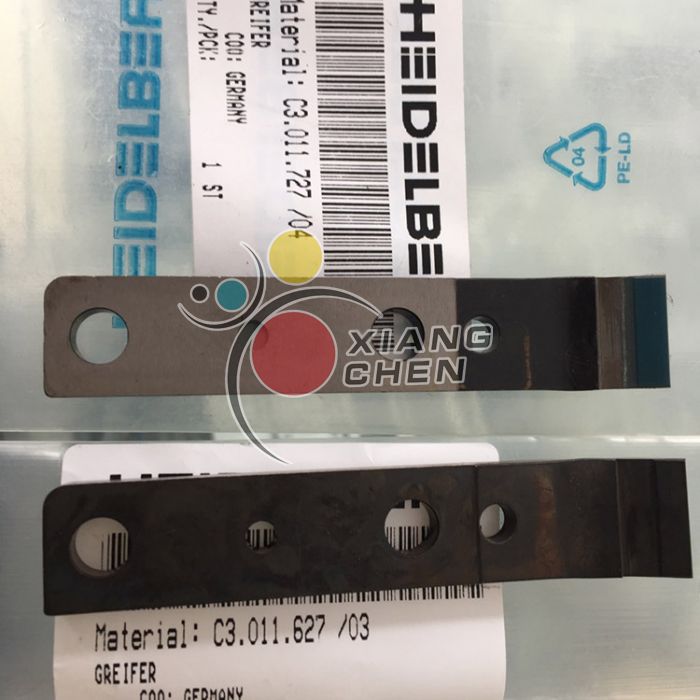 HEIDELBER
HEIDELBE
Material: C3.011.727 /04
GREIFER
COO: GERMANY
TY./PCK: 1 ST
04
PE-LD
XIANG
CHEN
Material: C3.011.627 /03
GREIFER
COO: GERMANY